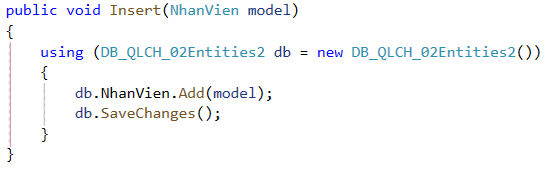 public void Insert(NhanVien model)
{
    using (DB_QLCH_02Entities2 db = new DB_QLCH_02Entities2())
    {
        db.NhanVien.Add(model);
        db.SaveChanges();
    }
}